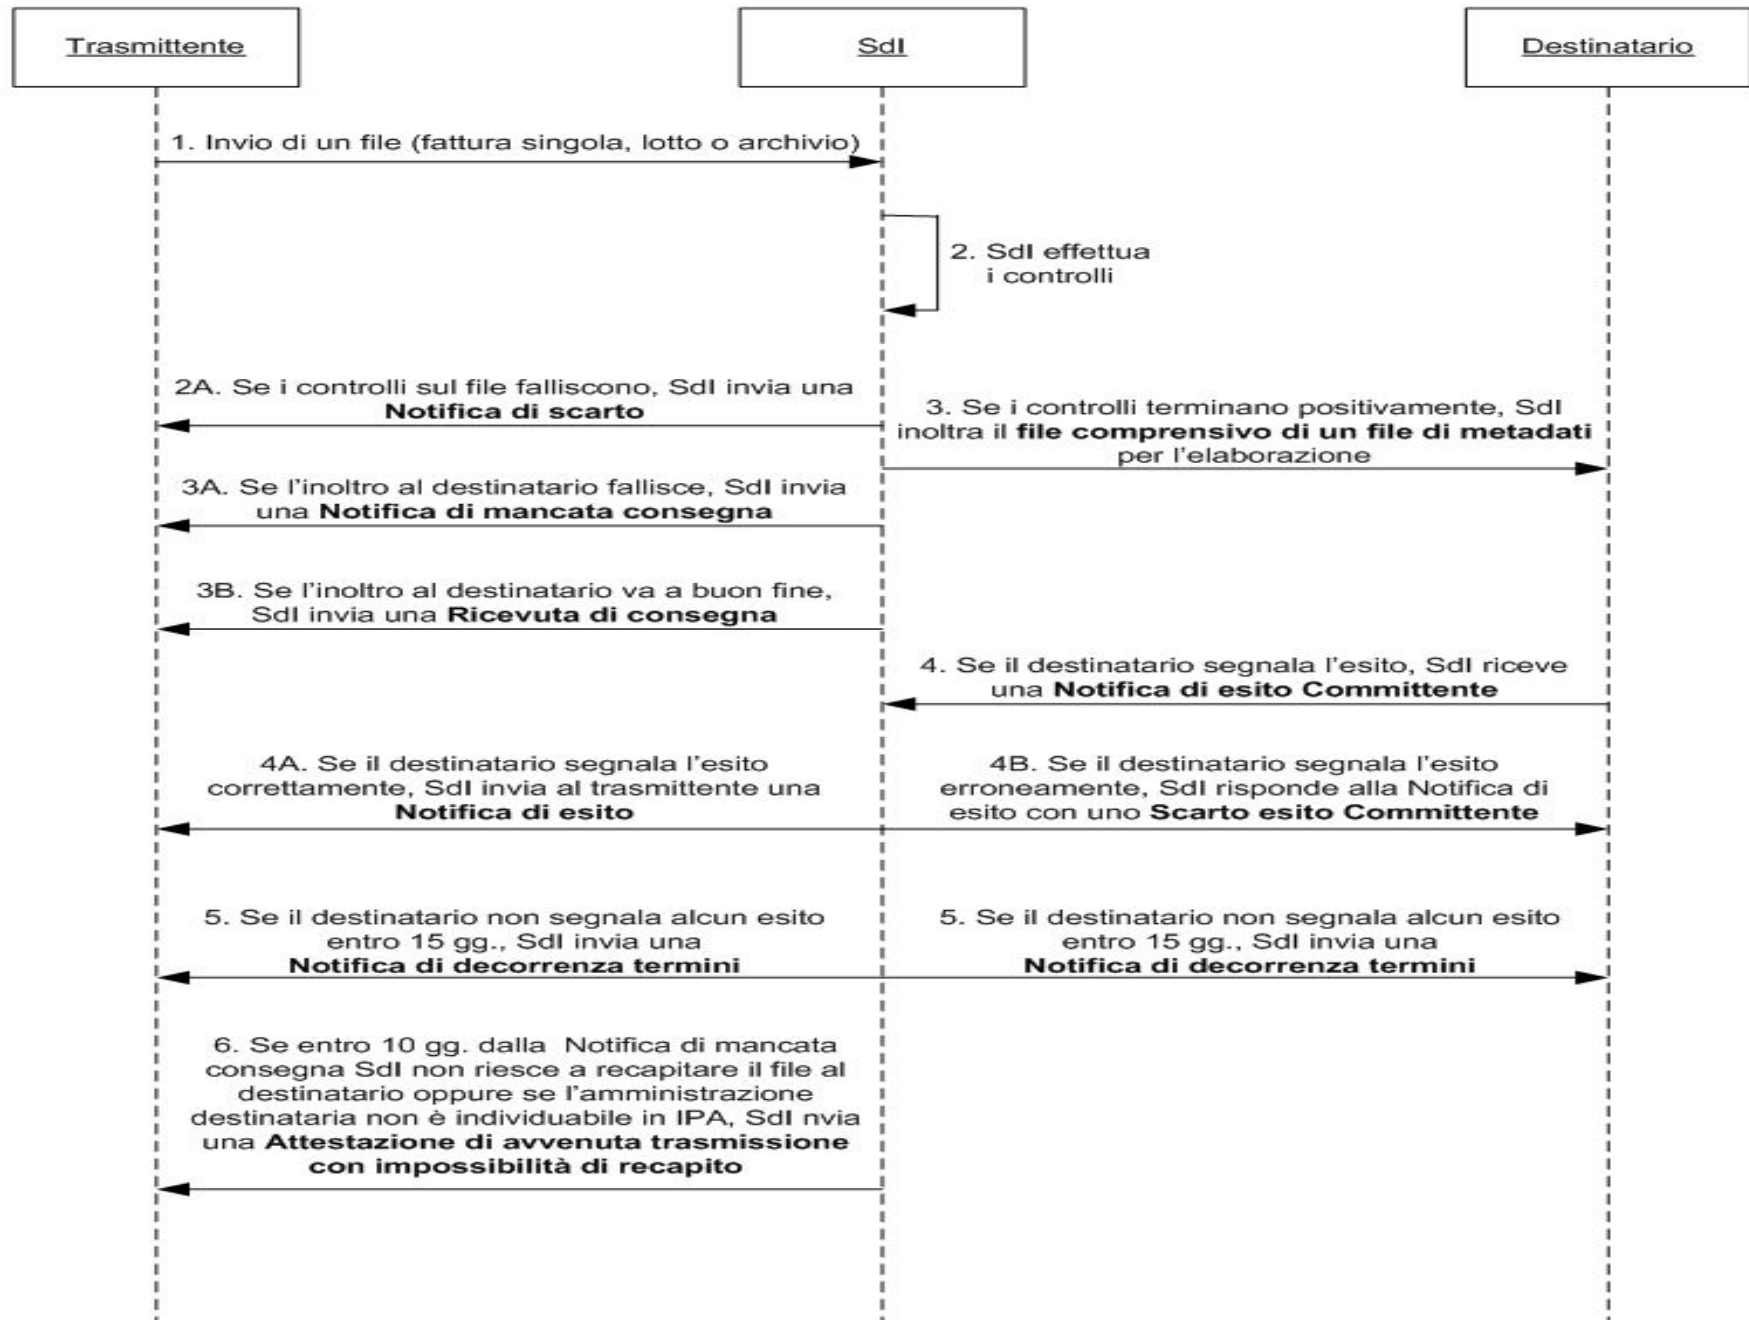 Trasmittente
SdI
Destinatario
1. Invio di un file (fattura singola, lotto o archivio)
2. SdI effettua
i controlli
2A. Se i controlli sul file falliscono, SdI invia una
Notifica di scarto
3. Se i controlli terminano positivamente, SdI
inoltra il file comprensivo di un file di metadati
per l'elaborazione
3A. Se l'inoltro al destinatario fallisce, SdI invia
una Notifica di mancata consegna
3B. Se l'inoltro al destinatario va a buon fine,
SdI invia una Ricevuta di consegna
4. Se il destinatario segnala l'esito, SdI riceve
una Notifica di esito Committente
4A. Se il destinatario segnala l'esito
correttamente, SdI invia al trasmittente una
Notifica di esito
4B. Se il destinatario segnala l'esito
erroneamente, SdI risponde alla Notifica di
esito con uno Scarto esito Committente
5. Se il destinatario non segnala alcun esito
entro 15 gg., SdI invia una
Notifica di decorrenza termini
5. Se il destinatario non segnala alcun esito
entro 15 gg., SdI invia una
Notifica di decorrenza termini
6. Se entro 10 gg. dalla Notifica di mancata
consegna SdI non riesce a recapitare il file al
destinatario oppure se l'amministrazione
destinataria non è individuabile in IPA, SdI nvia
una Attestazione di avvenuta trasmissione
con impossibilità di recapito